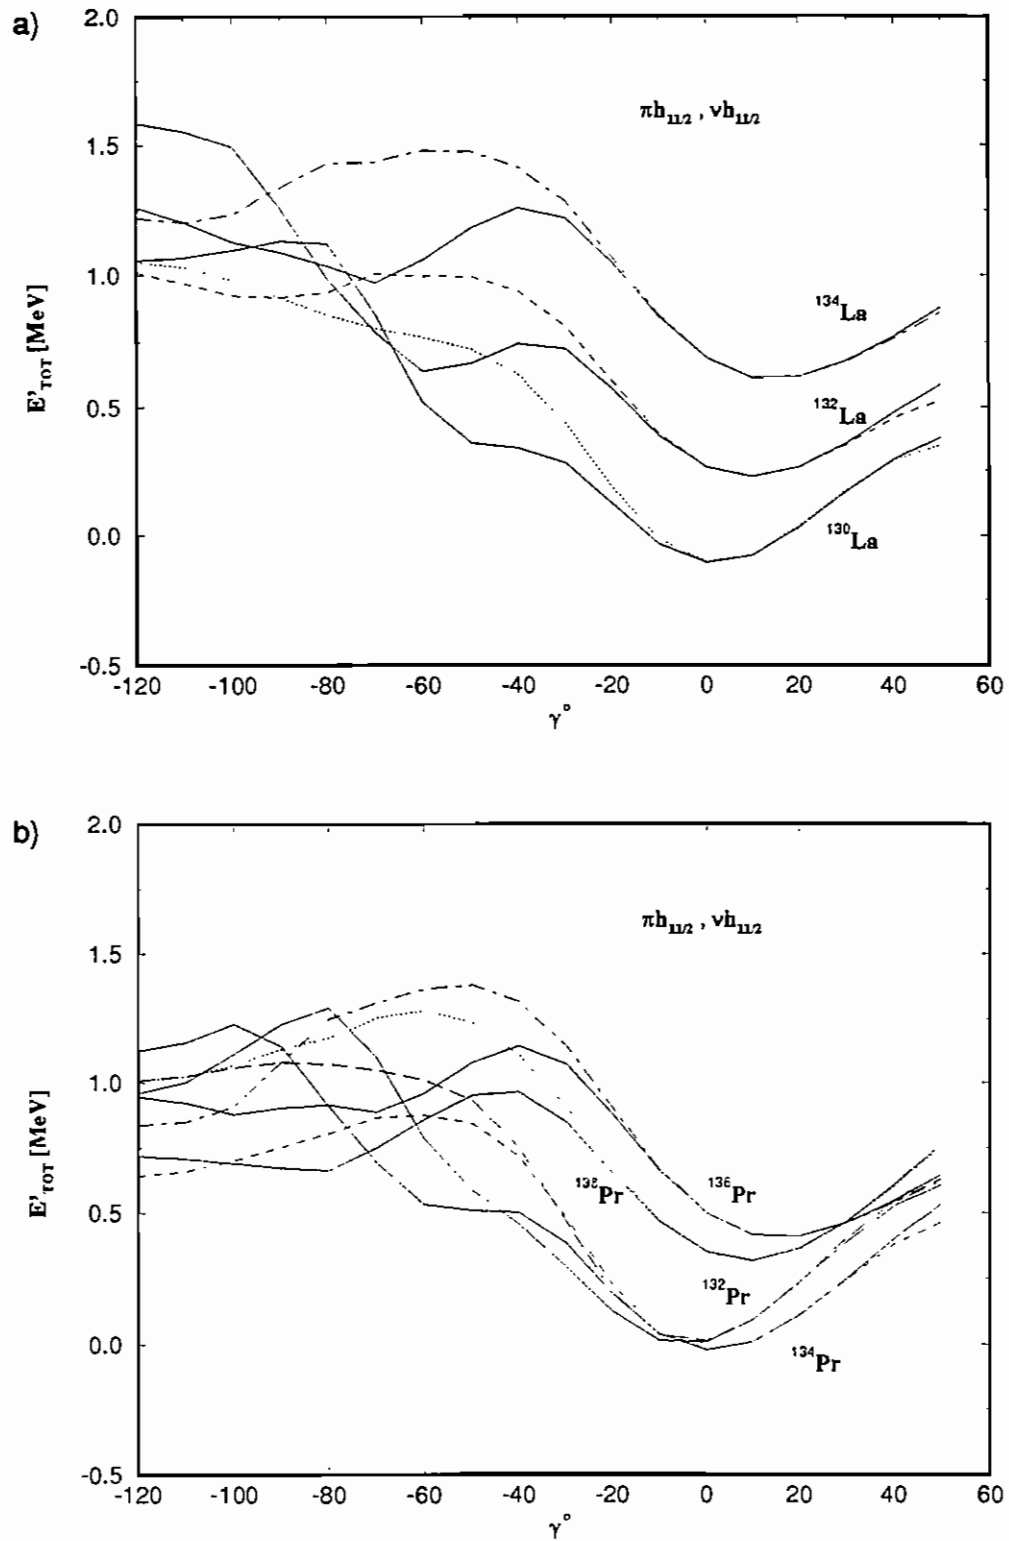 a)
2.0
1.5
1.0
0.5
0.0
-0.5
E'TOT [MeV]
πh11/2 , νh11/2
134La
132La
130La
-120 -100 -80 -60 -40 -20 0 20 40 60
γ°
b)
2.0
1.5
1.0
0.5
0.0
-0.5
E'TOT [MeV]
πh11/2 , νh11/2
136Pr
132Pr
134Pr
-120 -100 -80 -60 -40 -20 0 20 40 60
γ°